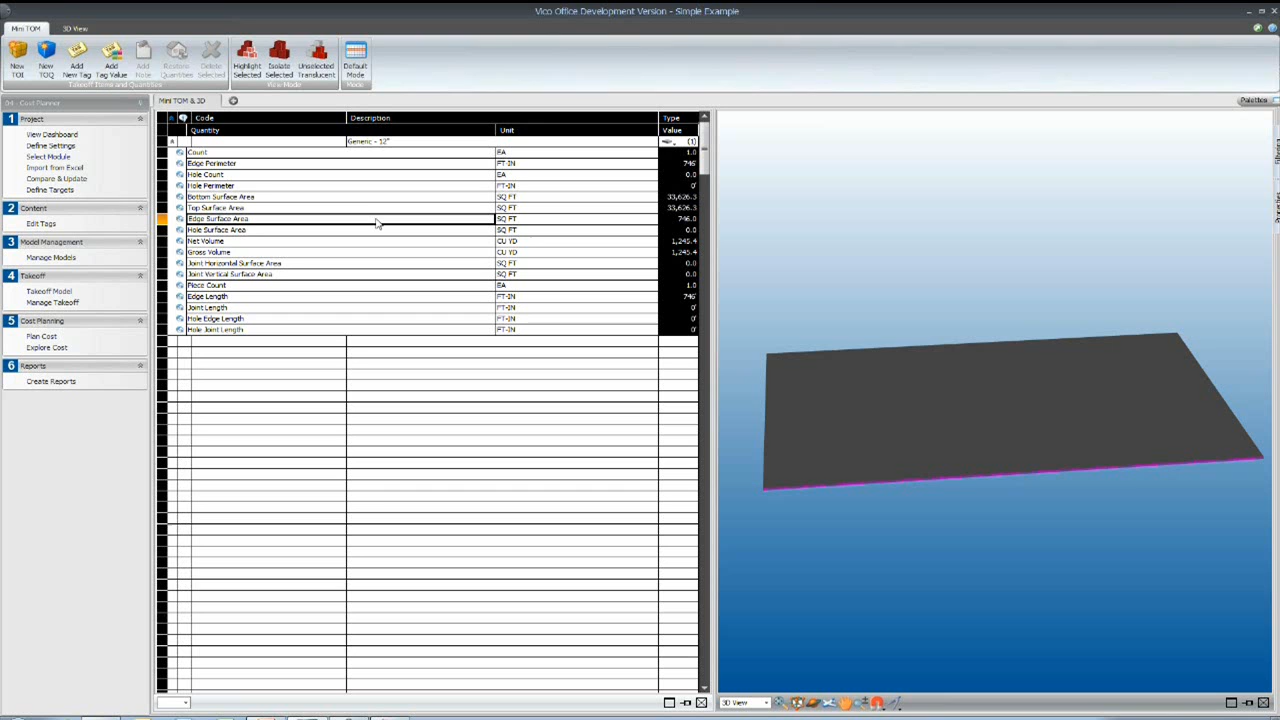 Vico Office Development Version - Simple Example
Mini TOM
3D View
New TOI
New TOQ
Add New Tag
Add Tag Value
Add Note
Restore Quantities
Delete Selected
Highlight Selected
Isolate Selected
Unselected Translucent
Default Mode
Takeoff Items and Quantities
View Mode
Mode
04 - Cost Planner
Mini TOM & 3D
Palettes
1 Project
View Dashboard
Define Settings
Select Module
Import from Excel
Compare & Update
Define Targets
2 Content
Edit Tags
3 Model Management
Manage Models
4 Takeoff
Takeoff Model
Manage Takeoff
5 Cost Planning
Plan Cost
Explore Cost
6 Reports
Create Reports
Code Description Type
Quantity Unit Value
Generic - 12" (1)
Count EA 1.0
Edge Perimeter FT-IN 746'
Hole Count EA 0.0
Hole Perimeter FT-IN 0'
Bottom Surface Area SQ FT 33,626.3
Top Surface Area SQ FT 33,626.3
Edge Surface Area SQ FT 746.0
Hole Surface Area SQ FT 0.0
Net Volume CU YD 1,245.4
Gross Volume CU YD 1,245.4
Joint Horizontal Surface Area SQ FT 0.0
Joint Vertical Surface Area SQ FT 0.0
Piece Count EA 1.0
Edge Length FT-IN 746'
Joint Length FT-IN 0'
Hole Edge Length FT-IN 0'
Hole Joint Length FT-IN 0'
3D View